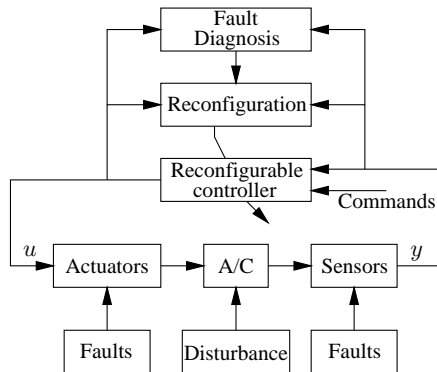 Fault
Diagnosis
Reconfiguration
Reconfigurable
controller
Commands
u
y
Actuators
A/C
Sensors
Faults
Disturbance
Faults